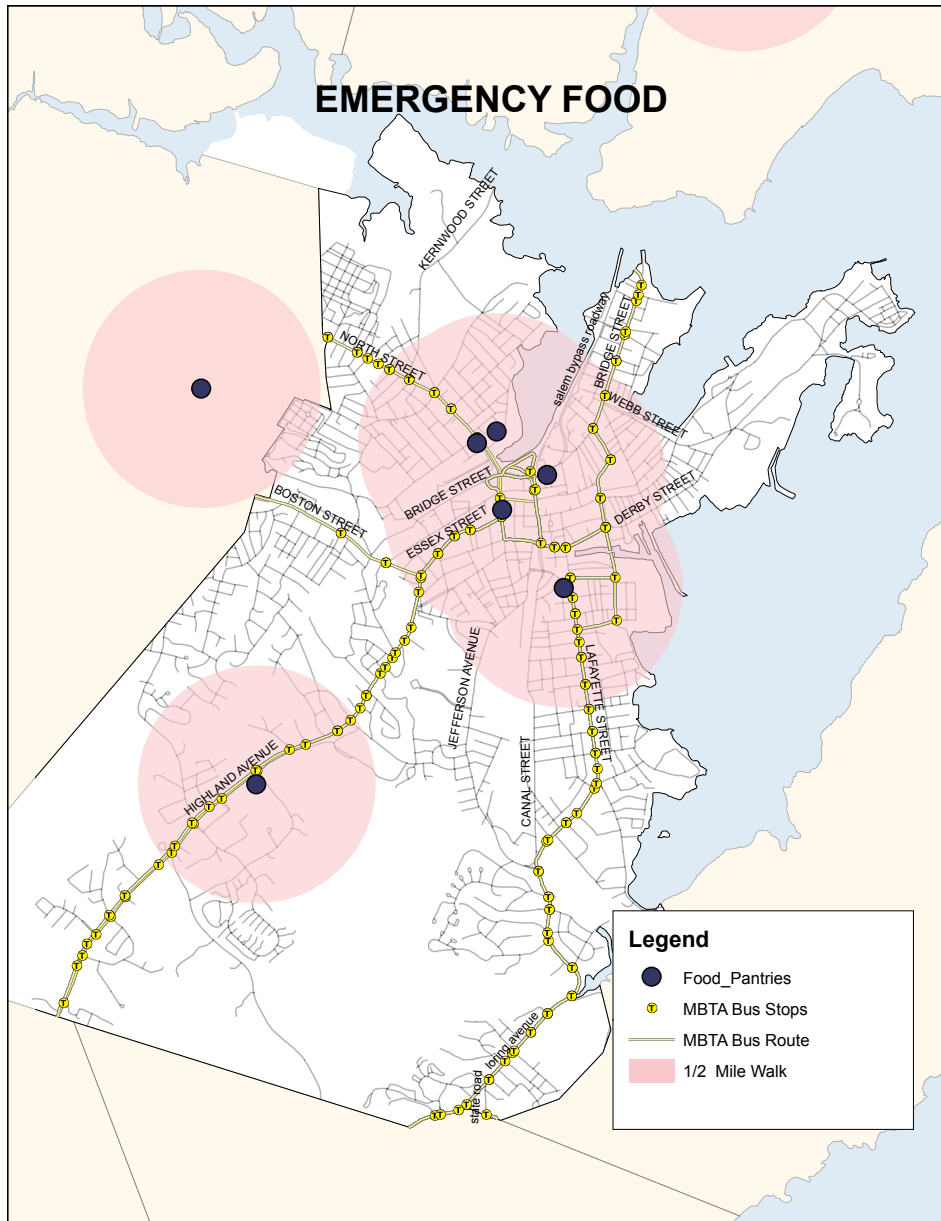 EMERGENCY FOOD
KERNWOOD STREET
NORTH STREET
salem bypass roadway
BRIDGE STREET
WEBB STREET
BRIDGE STREET
BOSTON STREET
ESSEX STREET
DERBY STREET
JEFFERSON AVENUE
LAFAYETTE STREET
HIGHLAND AVENUE
CANAL STREET
loring avenue
state road
Legend
Food_Pantries
T MBTA Bus Stops
MBTA Bus Route
1/2 Mile Walk